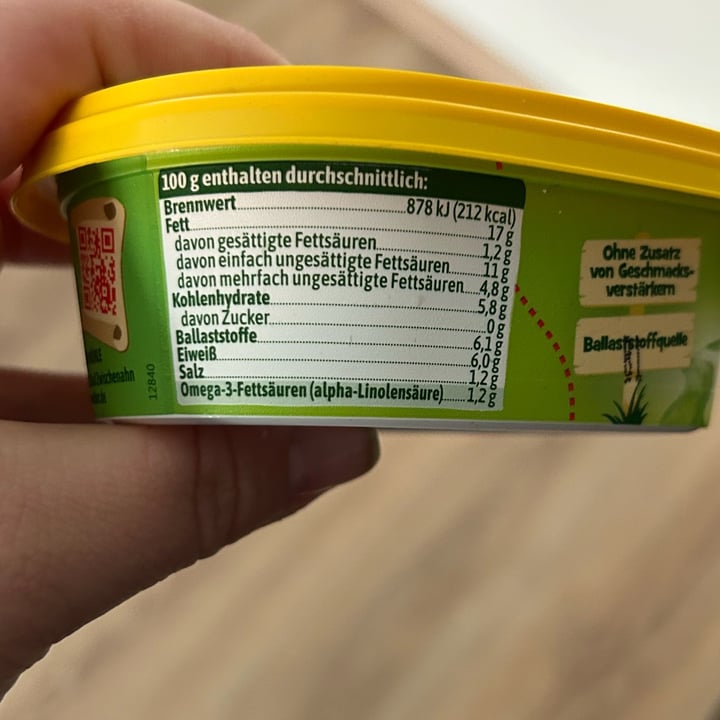 100 g enthalten durchschnittlich:
Brennwert 878 kJ (212 kcal)
Fett 17 g
davon gesättigte Fettsäuren 1,2 g
davon einfach ungesättigte Fettsäuren 11 g
davon mehrfach ungesättigte Fettsäuren 4,8 g
Kohlenhydrate 5,8 g
davon Zucker 0 g
Ballaststoffe 6,1 g
Eiweiß 6,0 g
Salz 1,2 g
Omega-3-Fettsäuren (alpha-Linolensäure) 1,2 g
12840
Ohne Zusatz
von Geschmacks-
verstärkern
Ballaststoffquelle